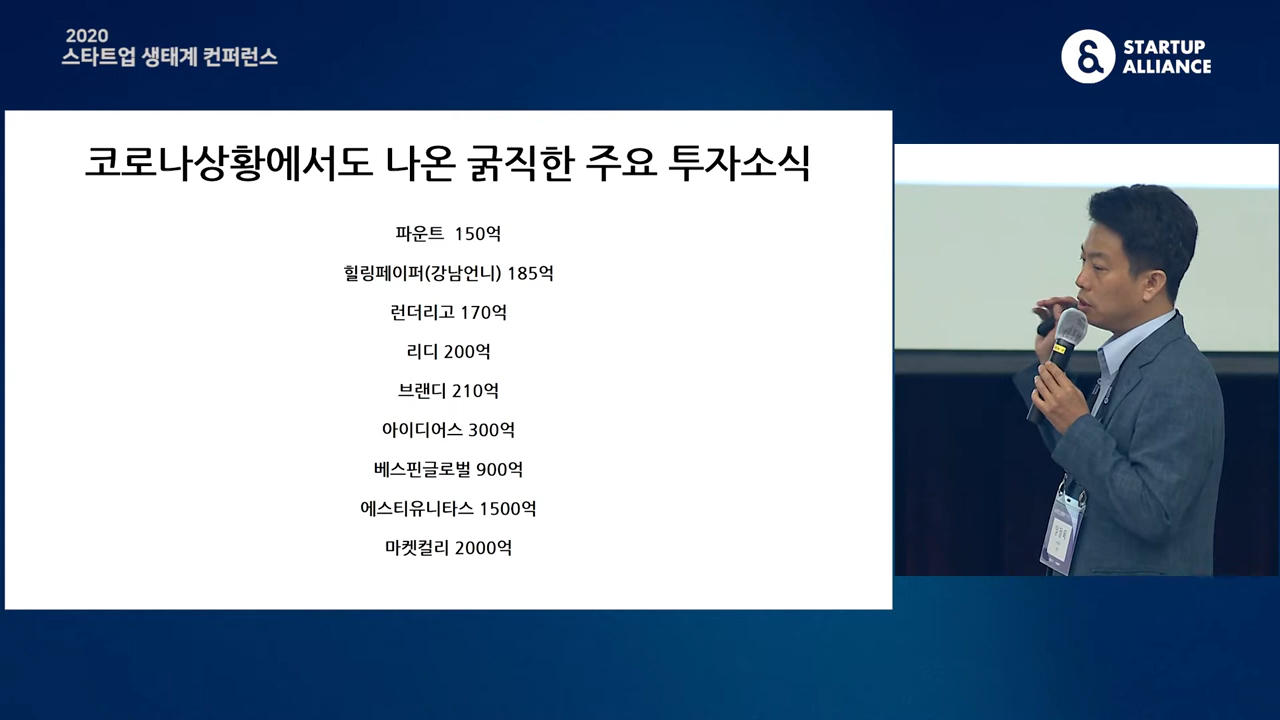 2020
스타트업 생태계 컨퍼런스
STARTUP
ALLIANCE
코로나상황에서도 나온 굵직한 주요 투자소식
파운트 150억
힐링페이퍼(강남언니) 185억
런더리고 170억
리디 200억
브랜디 210억
아이디어스 300억
베스핀글로벌 900억
에스티유니타스 1500억
마켓컬리 2000억